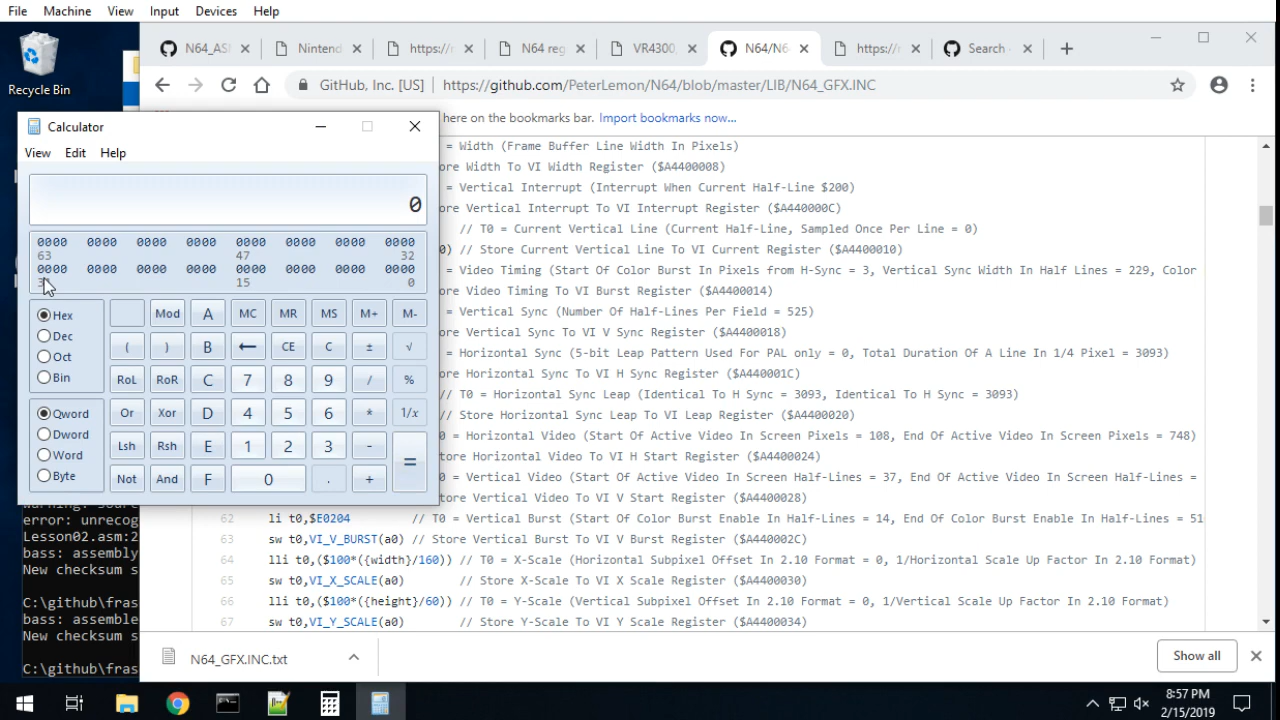 File Machine View Input Devices Help
Recycle Bin
N64_AS Nintend https://r N64 reg VR4300 N64/N6 https://r Search
GitHub, Inc. [US] https://github.com/PeterLemon/N64/blob/master/LIB/N64_GFX.INC
here on the bookmarks bar. Import bookmarks now...
Calculator
View Edit Help
0
0000 0000 0000 0000 0000 0000 0000 0000
63 47 32
0000 0000 0000 0000 0000 0000 0000 0000
15 0
Hex Mod A MC MR MS M+ M-
Dec ( ) B ← CE C ± √
Oct
Bin RoL RoR C 7 8 9 / %
Qword Or Xor D 4 5 6 * 1/x
Dword Lsh Rsh E 1 2 3 - =
Word
Byte Not And F 0 . +
= Width (Frame Buffer Line Width In Pixels)
ore Width To VI Width Register ($A4400008)
= Vertical Interrupt (Interrupt When Current Half-Line $200)
ore Vertical Interrupt To VI Interrupt Register ($A440000C)
// T0 = Current Vertical Line (Current Half-Line, Sampled Once Per Line = 0)
0) // Store Current Vertical Line To VI Current Register ($A4400010)
= Video Timing (Start Of Color Burst In Pixels from H-Sync = 3, Vertical Sync Width In Half Lines = 229, Color
ore Video Timing To VI Burst Register ($A4400014)
= Vertical Sync (Number Of Half-Lines Per Field = 525)
ore Vertical Sync To VI V Sync Register ($A4400018)
= Horizontal Sync (5-bit Leap Pattern Used For PAL only = 0, Total Duration Of A Line In 1/4 Pixel = 3093)
ore Horizontal Sync To VI H Sync Register ($A440001C)
// T0 = Horizontal Sync Leap (Identical To H Sync = 3093, Identical To H Sync = 3093)
// Store Horizontal Sync Leap To VI Leap Register ($A4400020)
0 = Horizontal Video (Start Of Active Video In Screen Pixels = 108, End Of Active Video In Screen Pixels = 748)
tore Horizontal Video To VI H Start Register ($A4400024)
0 = Vertical Video (Start Of Active Video In Screen Half-Lines = 37, End Of Active Video In Screen Half-Lines =
tore Vertical Video To VI V Start Register ($A4400028)
62 li t0,$E0204 // T0 = Vertical Burst (Start Of Color Burst Enable In Half-Lines = 14, End Of Color Burst Enable In Half-Lines = 51
63 sw t0,VI_V_BURST(a0) // Store Vertical Burst To VI V Burst Register ($A440002C)
64 lli t0,($100*({width}/160)) // T0 = X-Scale (Horizontal Subpixel Offset In 2.10 Format = 0, 1/Horizontal Scale Up Factor In 2.10 Format)
65 sw t0,VI_X_SCALE(a0) // Store X-Scale To VI X Scale Register ($A4400030)
66 lli t0,($100*({height}/60)) // T0 = Y-Scale (Vertical Subpixel Offset In 2.10 Format = 0, 1/Vertical Scale Up Factor In 2.10 Format)
67 sw t0,VI_Y_SCALE(a0) // Store Y-Scale To VI Y Scale Register ($A4400034)
error: unrecog
Lesson02.asm:2
bass: assembly
New checksum s
C:\github\fras
bass: assemble
New checksum s
C:\github\fras
N64_GFX.INC.txt Show all
8:57 PM
2/15/2019